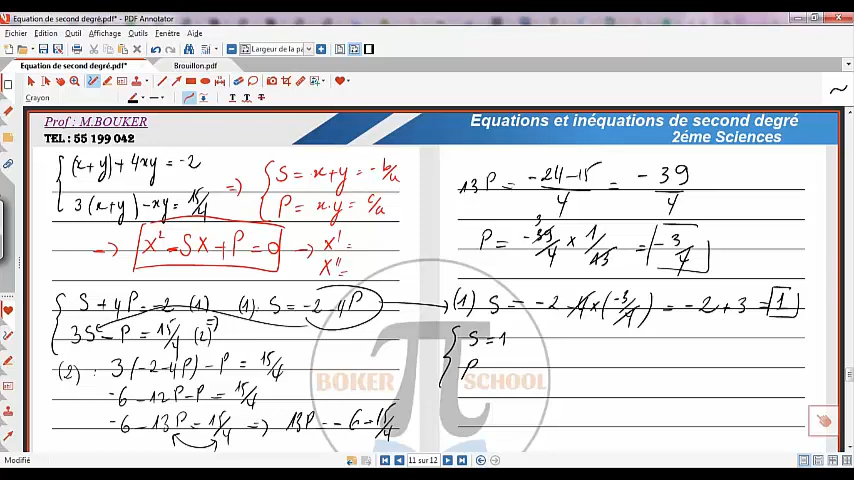 Equation de second degré.pdf* - PDF Annotator
Fichier Edition Outil Affichage Outils Fenêtre Aide
Largeur de la pa
Equation de second degré.pdf* Brouillon.pdf
Crayon
Prof : M.BOUKER
TEL : 55 199 042
Equations et inéquations de second degré
2éme Sciences
(x+y)+4xy=-2
3(x+y)-xy=15/4
=> S = x+y = -b/a
P = x.y = c/a
→ X² - SX + P = 0 → X' =
X'' =
S+4P=-2 (1) (1): S = -2 4P
3S - P = 15/4 (2) =>
(2) : 3(-2-4P)-P = 15/4
-6-12P-P = 15/4
-6-13P = 15/4 => 13P = -6-15/4
13P = -24-15/4 = -39/4
P = -39/4 × 1/13 = -3/4
(1) S = -2 -4×(-3/4) = -2+3 = 1
S=1
P
BOKER SCHOOL
Modifié
11 sur 12